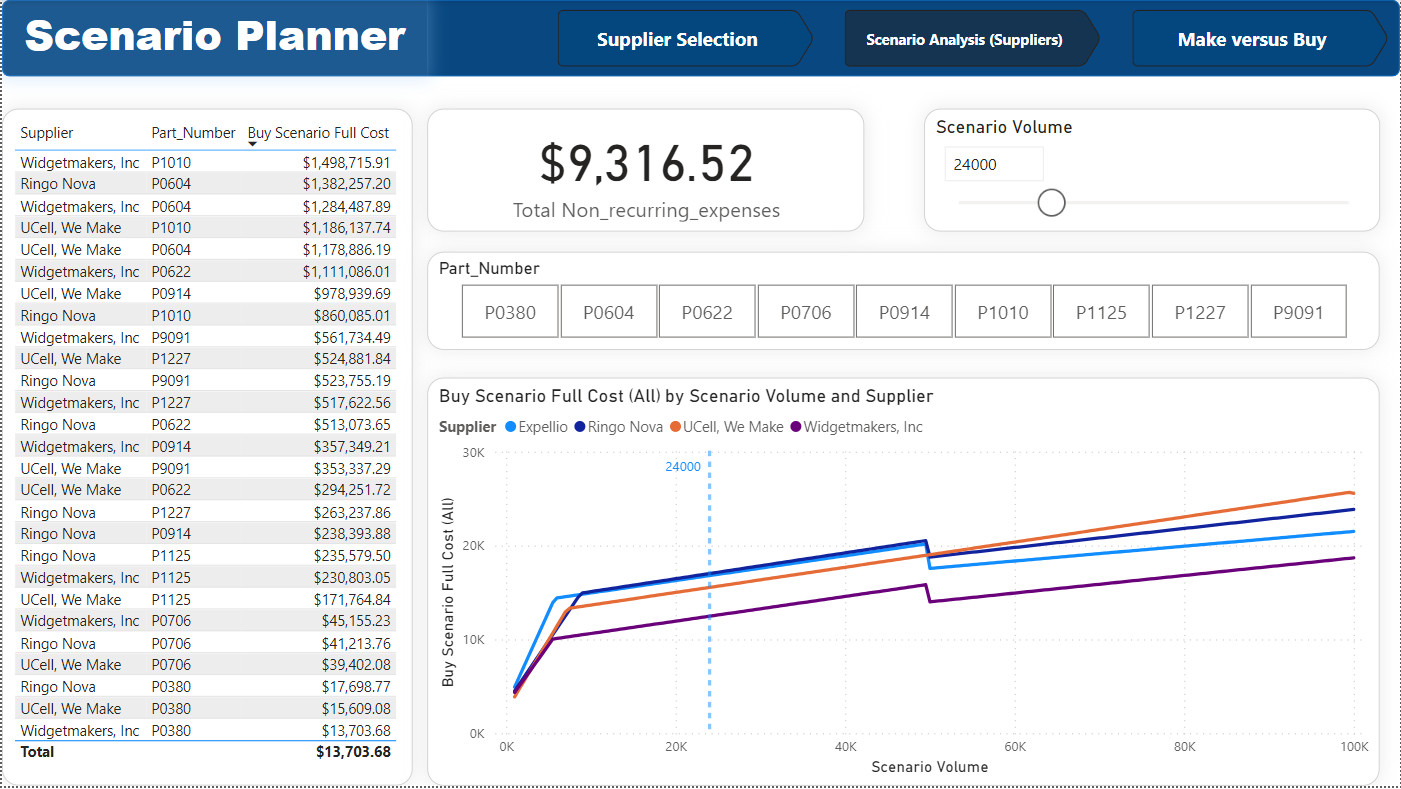 Scenario Planner
Supplier Selection
Scenario Analysis (Suppliers)
Make versus Buy
Supplier Part_Number Buy Scenario Full Cost
Widgetmakers, Inc P1010 $1,498,715.91
Ringo Nova P0604 $1,382,257.20
Widgetmakers, Inc P0604 $1,284,487.89
UCell, We Make P1010 $1,186,137.74
UCell, We Make P0604 $1,178,886.19
Widgetmakers, Inc P0622 $1,111,086.01
UCell, We Make P0914 $978,939.69
Ringo Nova P1010 $860,085.01
Widgetmakers, Inc P9091 $561,734.49
UCell, We Make P1227 $524,881.84
Ringo Nova P9091 $523,755.19
Widgetmakers, Inc P1227 $517,622.56
Ringo Nova P0622 $513,073.65
Widgetmakers, Inc P0914 $357,349.21
UCell, We Make P9091 $353,337.29
UCell, We Make P0622 $294,251.72
Ringo Nova P1227 $263,237.86
Ringo Nova P0914 $238,393.88
Ringo Nova P1125 $235,579.50
Widgetmakers, Inc P1125 $230,803.05
UCell, We Make P1125 $171,764.84
Widgetmakers, Inc P0706 $45,155.23
Ringo Nova P0706 $41,213.76
UCell, We Make P0706 $39,402.08
Ringo Nova P0380 $17,698.77
UCell, We Make P0380 $15,609.08
Widgetmakers, Inc P0380 $13,703.68
Total $13,703.68
$9,316.52
Total Non_recurring_expenses
Scenario Volume
24000
Part_Number
P0380 P0604 P0622 P0706 P0914 P1010 P1125 P1227 P9091
Buy Scenario Full Cost (All) by Scenario Volume and Supplier
Supplier Expellio Ringo Nova UCell, We Make Widgetmakers, Inc
Buy Scenario Full Cost (All)
30K
20K
10K
0K
24000
0K 20K 40K 60K 80K 100K
Scenario Volume